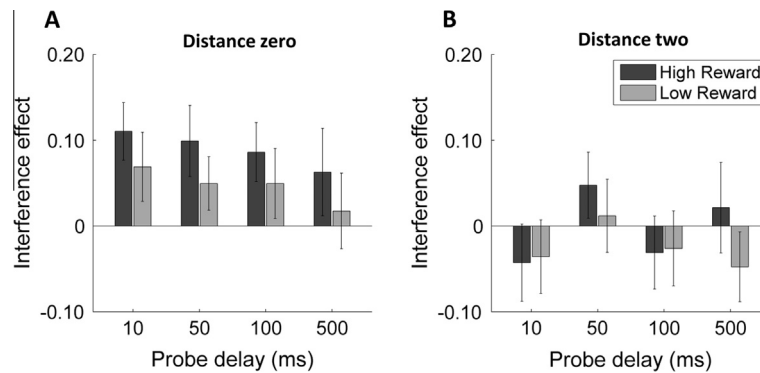 A
Distance zero
0.20
0.10
0
-0.10
Interference effect
10 50 100 500
Probe delay (ms)
B
Distance two
0.20
0.10
0
-0.10
Interference effect
High Reward
Low Reward
10 50 100 500
Probe delay (ms)